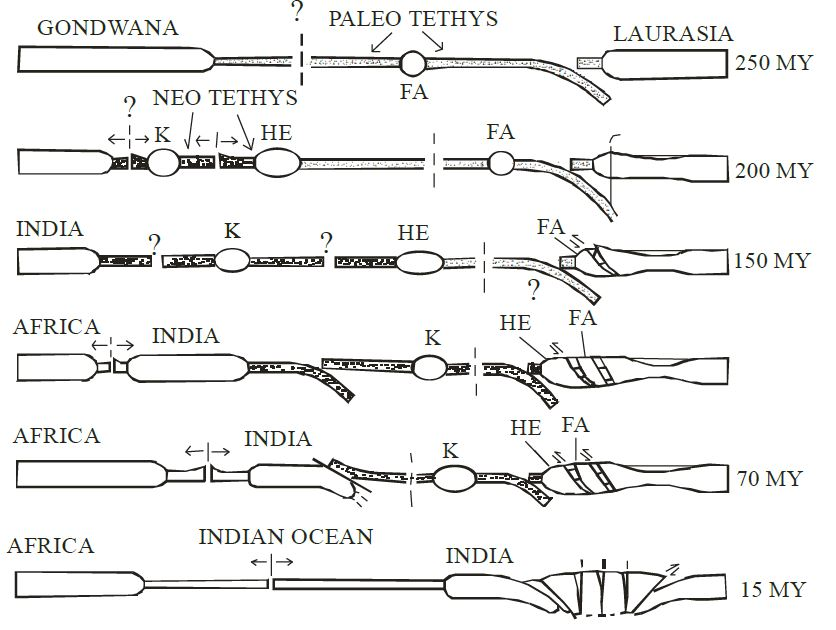 ?
PALEO TETHYS
GONDWANA
LAURASIA
250 MY
FA
?
NEO TETHYS
K
HE
FA
200 MY
INDIA
?
K
?
HE
FA
150 MY
?
AFRICA
INDIA
K
HE
FA
AFRICA
INDIA
K
HE
FA
70 MY
AFRICA
INDIAN OCEAN
INDIA
15 MY